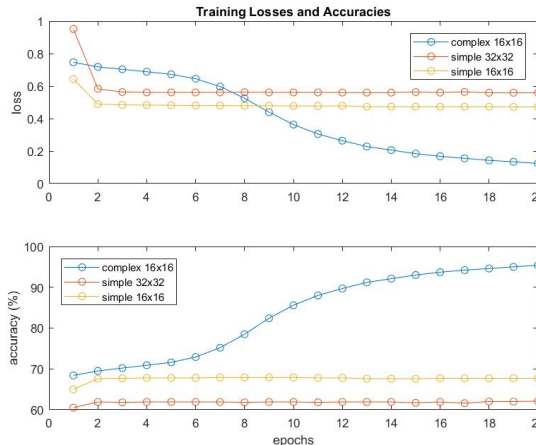 Training Losses and Accuracies
1
0.8
0.6
0.4
0.2
0
loss
complex 16x16
simple 32x32
simple 16x16
0 2 4 6 8 10 12 14 16 18
100
90
80
70
60
accuracy (%)
complex 16x16
simple 32x32
simple 16x16
0 2 4 6 8 10 12 14 16 18
epochs